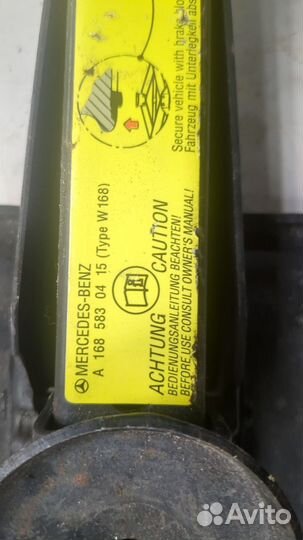 Secure vehicle with brake
Fahrzeug mit Unterlegkeil
MERCEDES-BENZ
A 168 583 04 15 (Type W168)
ACHTUNG CAUTION
BEDIENUNGSANLEITUNG BEACHTEN!
BEFORE USE CONSULT OWNER'S MANUAL!
Avito